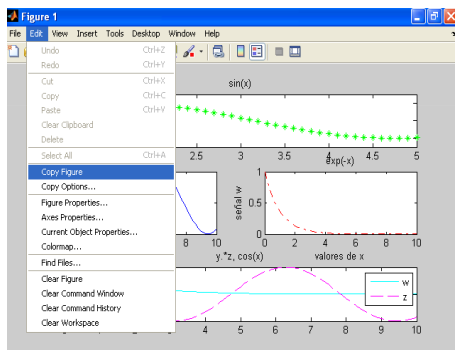 Figure 1
File Edit View Insert Tools Desktop Window Help
Undo Ctrl+Z
Redo Ctrl+Y
Cut Ctrl+X
Copy Ctrl+C
Paste Ctrl+V
Clear Clipboard
Delete
Select All Ctrl+A
Copy Figure
Copy Options...
Figure Properties...
Axes Properties...
Current Object Properties...
Colormap...
Find Files...
Clear Figure
Clear Command Window
Clear Command History
Clear Workspace
sin(x)
2.5 3 3.5 4 4.5 5
exp(-x)
señal w
1
0.5
0
8 10
0 2 4 6 8 10
valores de x
y.*z, cos(x)
w
z
4 5 6 7 8 9 10